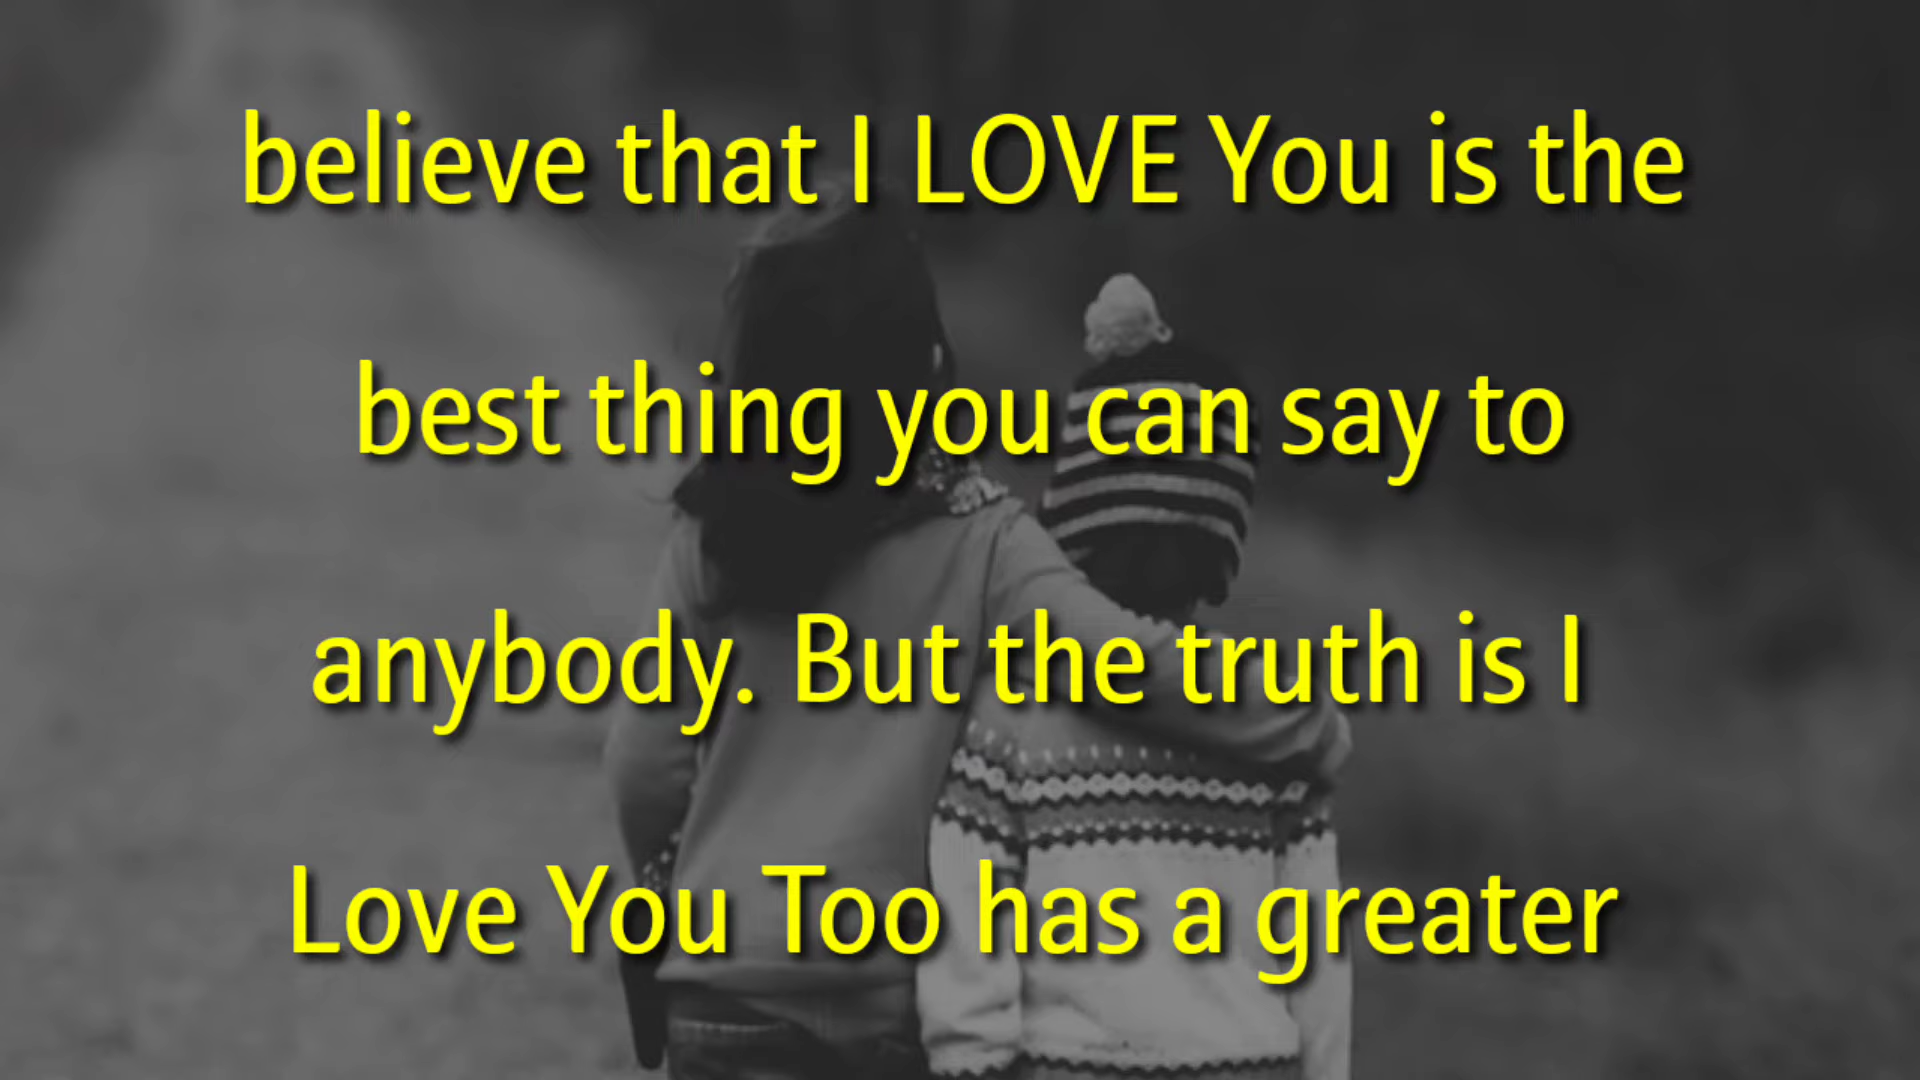 believe that I LOVE You is the
best thing you can say to
anybody. But the truth is I
Love You Too has a greater